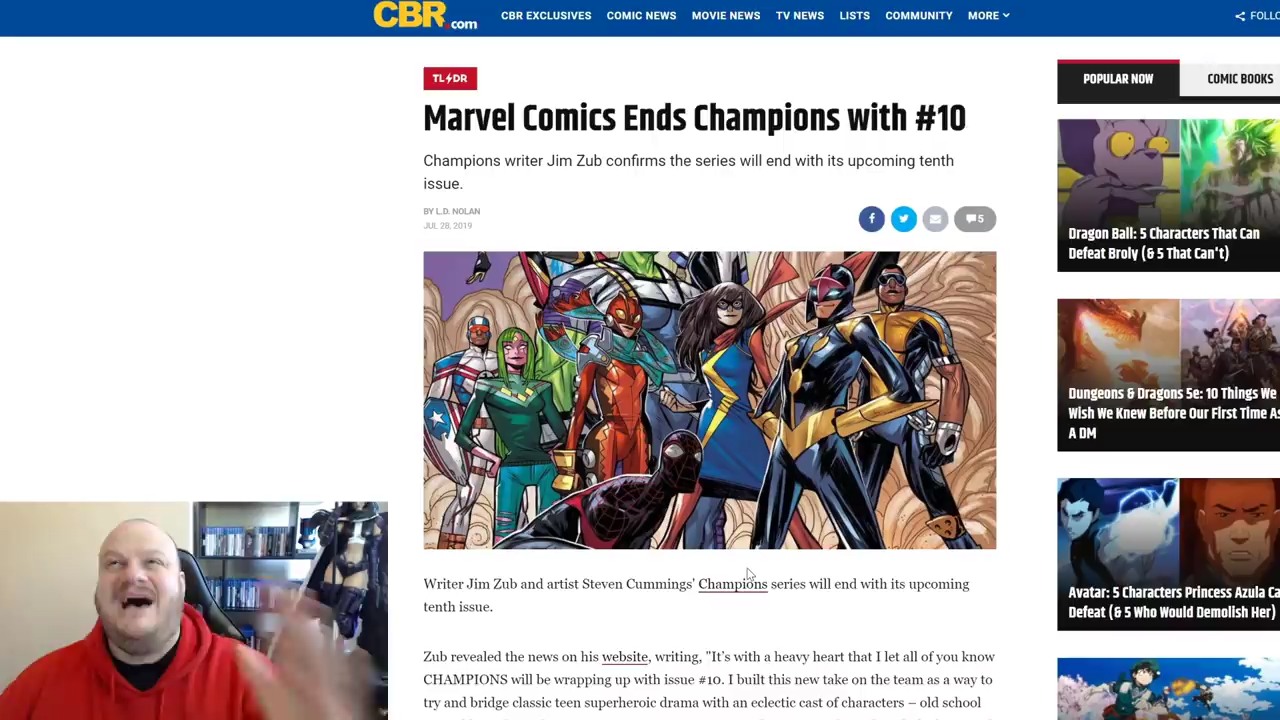 CBR.com
CBR EXCLUSIVES COMIC NEWS MOVIE NEWS TV NEWS LISTS COMMUNITY MORE
FOLLO
TL DR
Marvel Comics Ends Champions with #10
Champions writer Jim Zub confirms the series will end with its upcoming tenth
issue.
BY L.D. NOLAN
JUL 28, 2019
f
5
Writer Jim Zub and artist Steven Cummings' Champions series will end with its upcoming
tenth issue.
Zub revealed the news on his website, writing, "It's with a heavy heart that I let all of you know
CHAMPIONS will be wrapping up with issue #10. I built this new take on the team as a way to
try and bridge classic teen superheroic drama with an eclectic cast of characters – old school
POPULAR NOW
COMIC BOOKS
Dragon Ball: 5 Characters That Can
Defeat Broly (& 5 That Can't)
Dungeons & Dragons 5e: 10 Things We
Wish We Knew Before Our First Time As
A DM
Avatar: 5 Characters Princess Azula Ca
Defeat (& 5 Who Would Demolish Her)